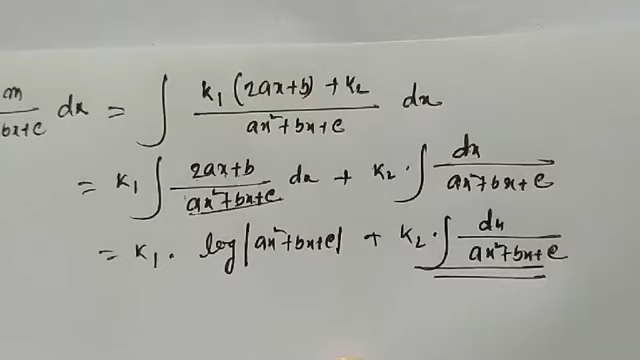 m/bx+c dx = ∫ k₁(2ax+b)+k₂ / ax²+bx+c dx
= k₁ ∫ 2ax+b / ax²+bx+c dx + k₂·∫ dx / ax²+bx+c
= k₁. log|ax²+bx+c| + k₂·∫ dx / ax²+bx+c